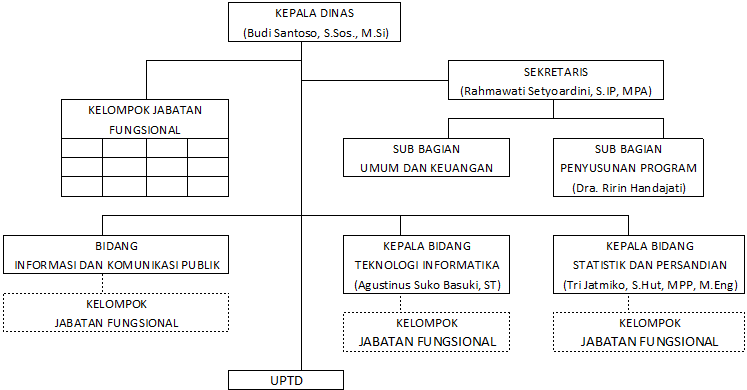 KEPALA DINAS
(Budi Santoso, S.Sos., M.Si)
SEKRETARIS
(Rahmawati Setyoardini, S.IP, MPA)
KELOMPOK JABATAN
FUNGSIONAL
SUB BAGIAN
UMUM DAN KEUANGAN
SUB BAGIAN
PENYUSUNAN PROGRAM
(Dra. Ririn Handajati)
BIDANG
INFORMASI DAN KOMUNIKASI PUBLIK
KELOMPOK
JABATAN FUNGSIONAL
KEPALA BIDANG
TEKNOLOGI INFORMATIKA
(Agustinus Suko Basuki, ST)
KELOMPOK
JABATAN FUNGSIONAL
KEPALA BIDANG
STATISTIK DAN PERSANDIAN
(Tri Jatmiko, S.Hut, MPP, M.Eng)
KELOMPOK
JABATAN FUNGSIONAL
UPTD